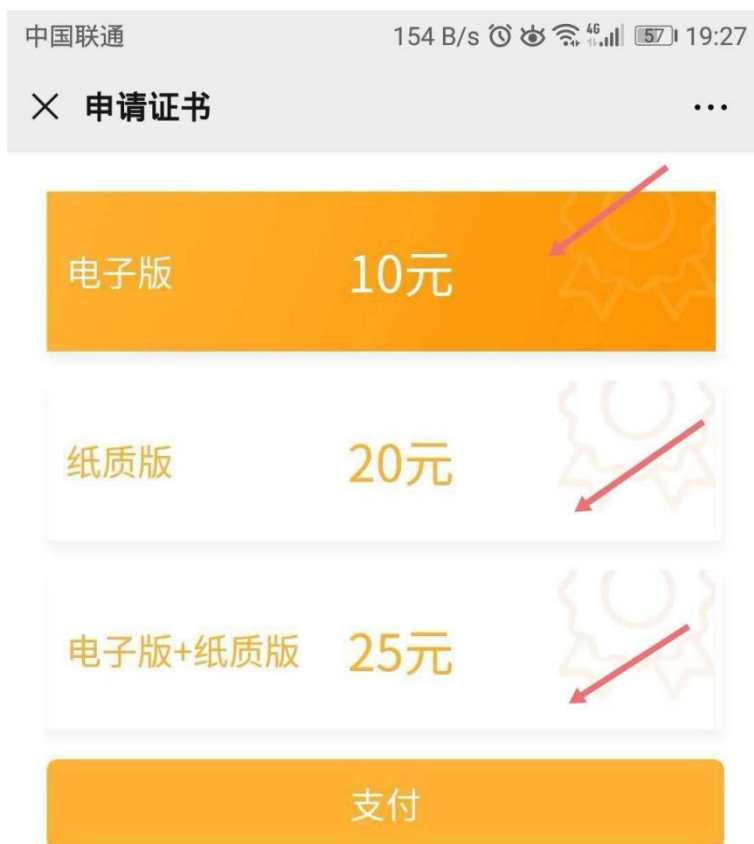 中国联通 154 B/s 4G 57 19:27
申请证书
电子版 10元
纸质版 20元
电子版+纸质版 25元
支付